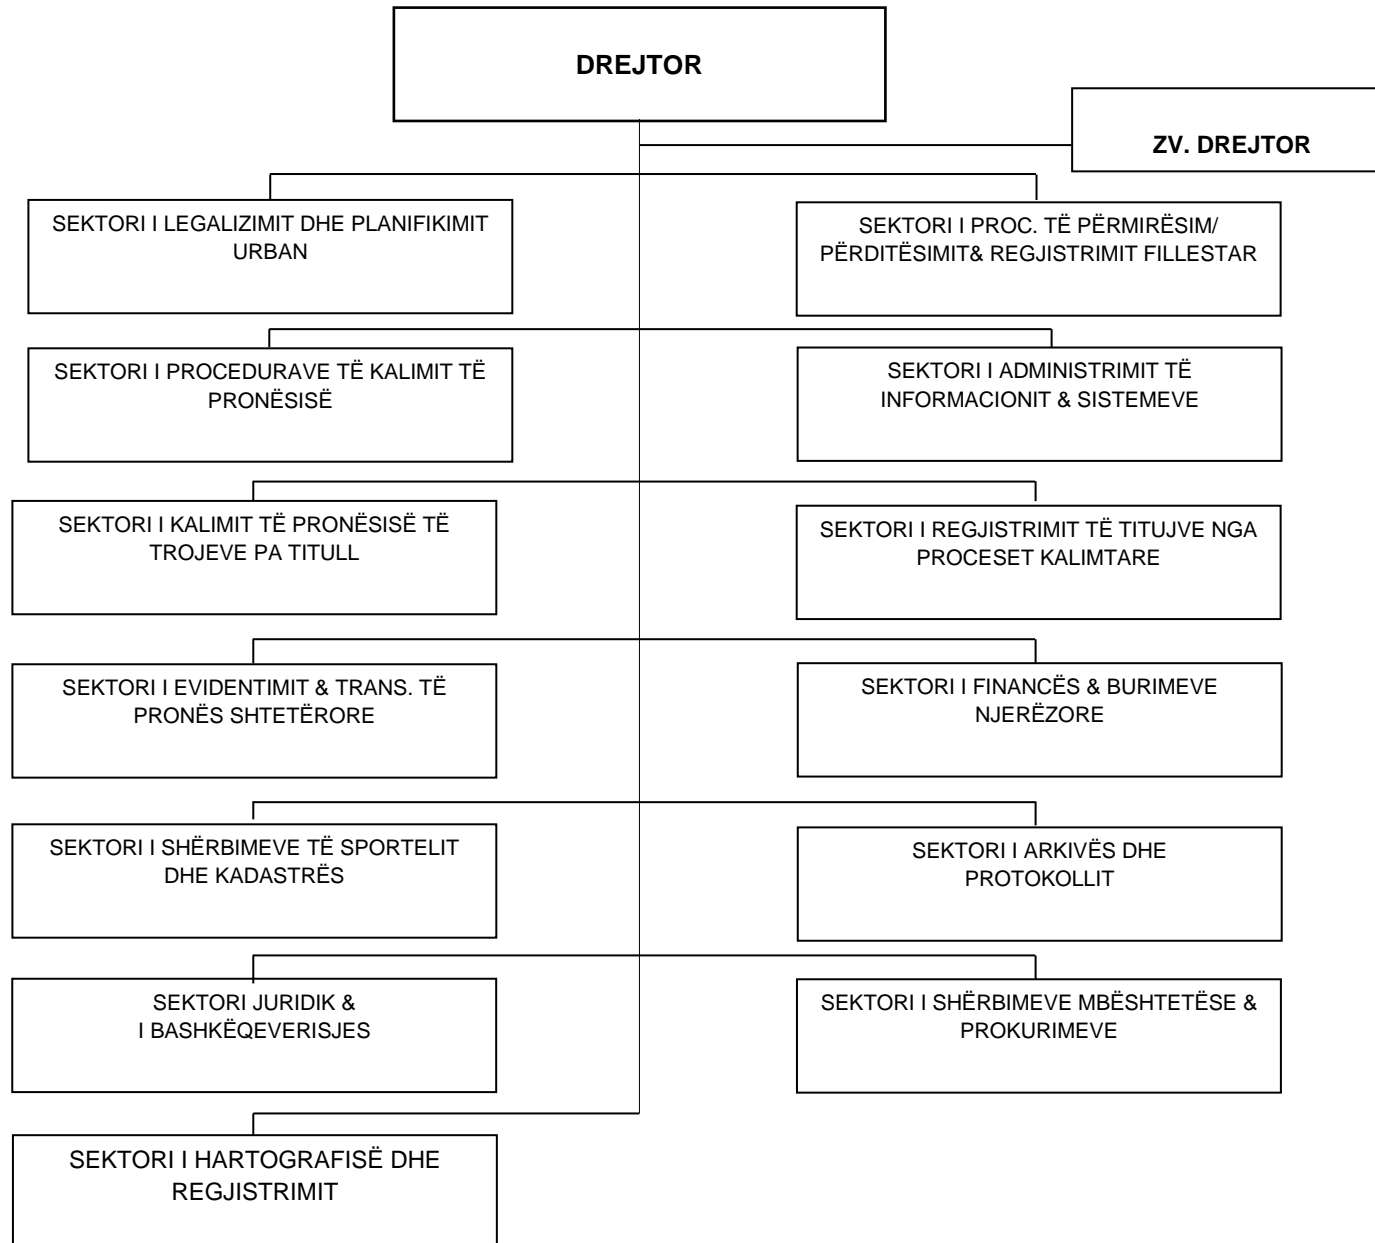 DREJTOR
ZV. DREJTOR
SEKTORI I LEGALIZIMIT DHE PLANIFIKIMIT
URBAN
SEKTORI I PROC. TË PËRMIRËSIM/
PËRDITËSIMIT& REGJISTRIMIT FILLESTAR
SEKTORI I PROCEDURAVE TË KALIMIT TË
PRONËSISË
SEKTORI I ADMINISTRIMIT TË
INFORMACIONIT & SISTEMEVE
SEKTORI I KALIMIT TË PRONËSISË TË
TROJEVE PA TITULL
SEKTORI I REGJISTRIMIT TË TITUJVE NGA
PROCESET KALIMTARE
SEKTORI I EVIDENTIMIT & TRANS. TË
PRONËS SHTETËRORE
SEKTORI I FINANCËS & BURIMEVE
NJERËZORE
SEKTORI I SHËRBIMEVE TË SPORTELIT
DHE KADASTRËS
SEKTORI I ARKIVËS DHE
PROTOKOLLIT
SEKTORI JURIDIK &
I BASHKËQEVERISJES
SEKTORI I SHËRBIMEVE MBËSHTETËSE &
PROKURIMEVE
SEKTORI I HARTOGRAFISË DHE
REGJISTRIMIT